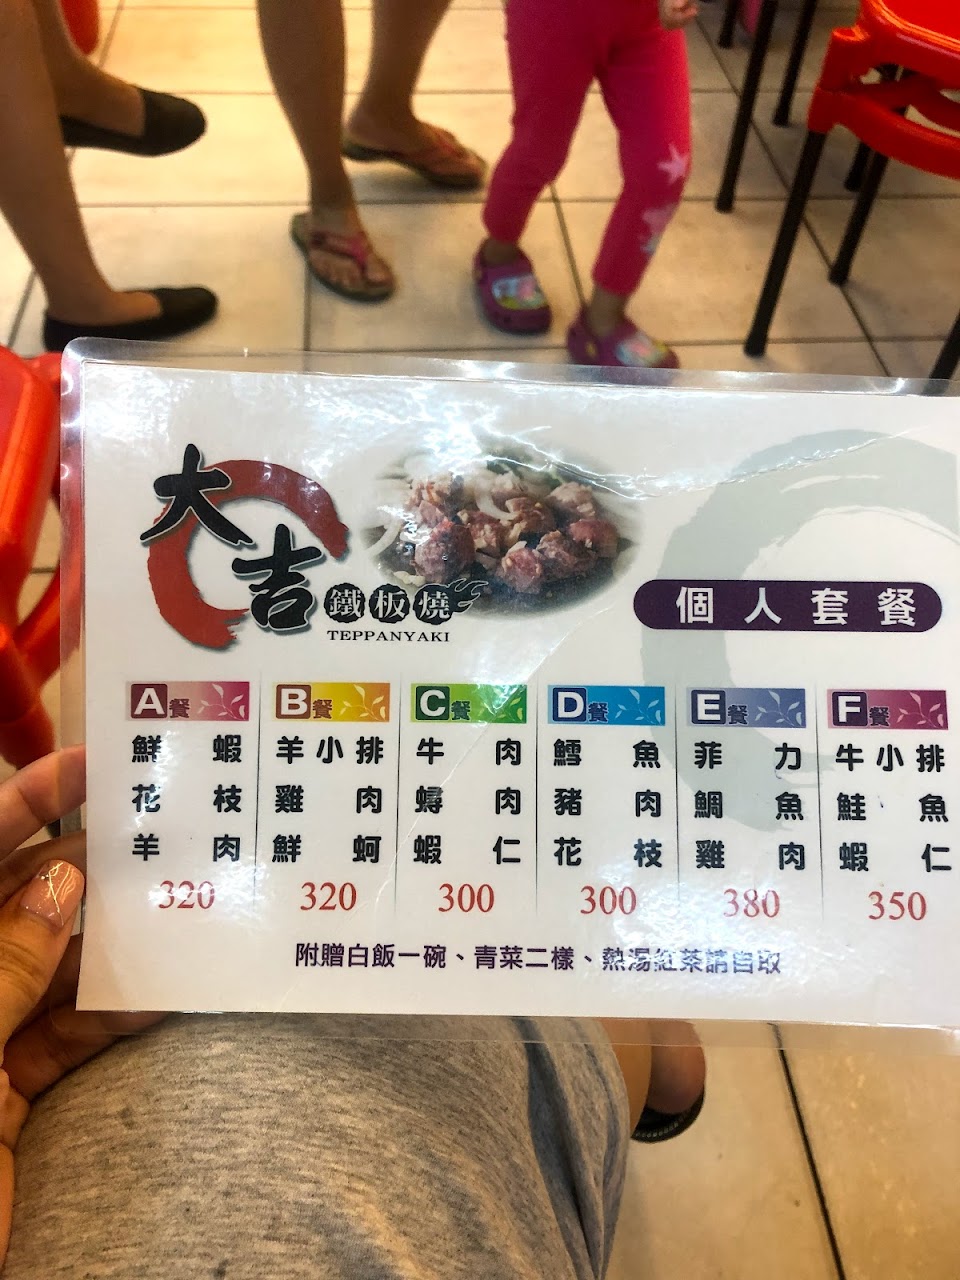 大吉
鐵板燒
TEPPANYAKI
個人套餐
A餐
鮮蝦
花枝
羊肉
320
B餐
羊小排
雞肉
鮮蚵
320
C餐
牛肉
蟳肉
蝦仁
300
D餐
鱈魚
豬肉
花枝
300
E餐
菲力
鯛魚
雞肉
380
F餐
牛小排
鮭魚
蝦仁
350
附贈白飯一碗、青菜二樣、熱湯紅茶請自取